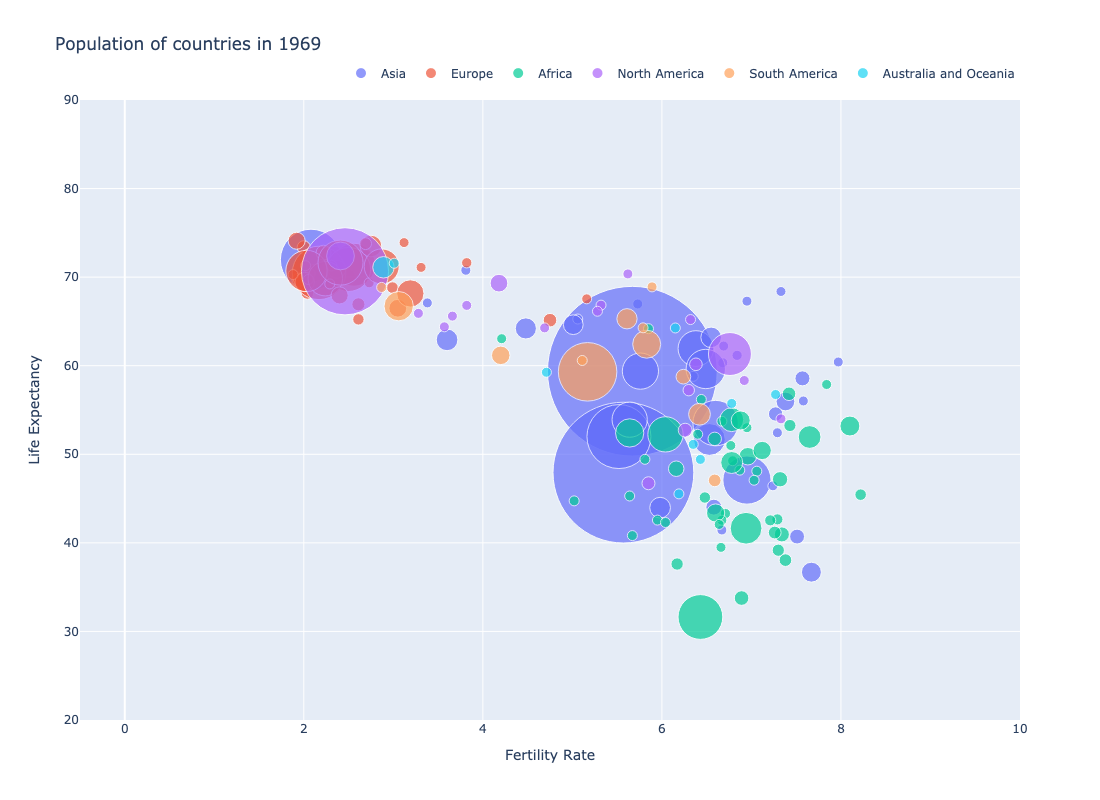 Population of countries in 1969
Asia Europe Africa North America South America Australia and Oceania
90
80
70
60
50
40
30
20
Life Expectancy
0 2 4 6 8 10
Fertility Rate